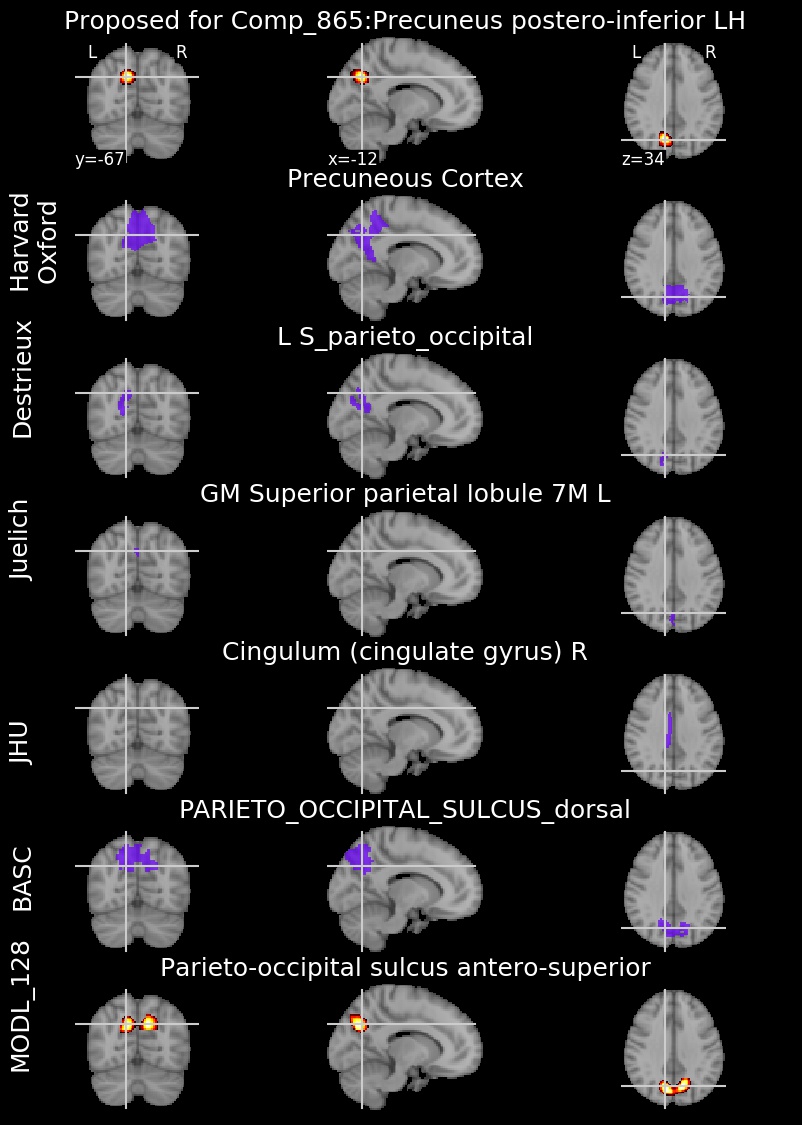 Proposed for Comp_865:Precuneus postero-inferior LH
L R L R
y=-67 x=-12 z=34
Precuneous Cortex
Harvard
Oxford
L S_parieto_occipital
Destrieux
GM Superior parietal lobule 7M L
Juelich
Cingulum (cingulate gyrus) R
JHU
PARIETO_OCCIPITAL_SULCUS_dorsal
BASC
Parieto-occipital sulcus antero-superior
MODL_128